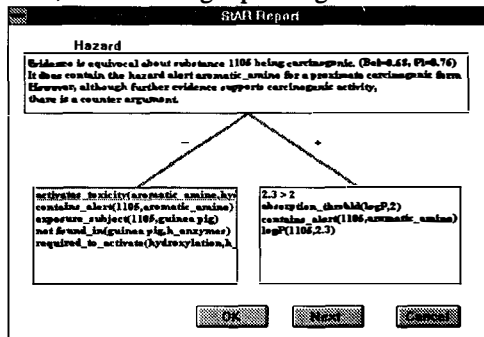 StAR Report
Hazard
Evidence is equivocal about substance 1106 being carcinogenic. (Bel=0.68, Pl=0.76)
It does contain the hazard alert aromatic_amine for a proximate carcinogenic form
However, although further evidence supports carcinogenic activity,
there is a counter argument.
- +
activates_toxicity(aromatic_amine,hy
contains_alert(1106,aromatic_amine)
exposure_subject(1106,guinea pig)
not found_in(guinea pig,h_enzymes)
required_to_activate(hydroxylation,h_
2.3 > 2
absorption_threshld(logP,2)
contains_alert(1106,aromatic_amine)
logP(1106,2.3)
OK Next Cancel